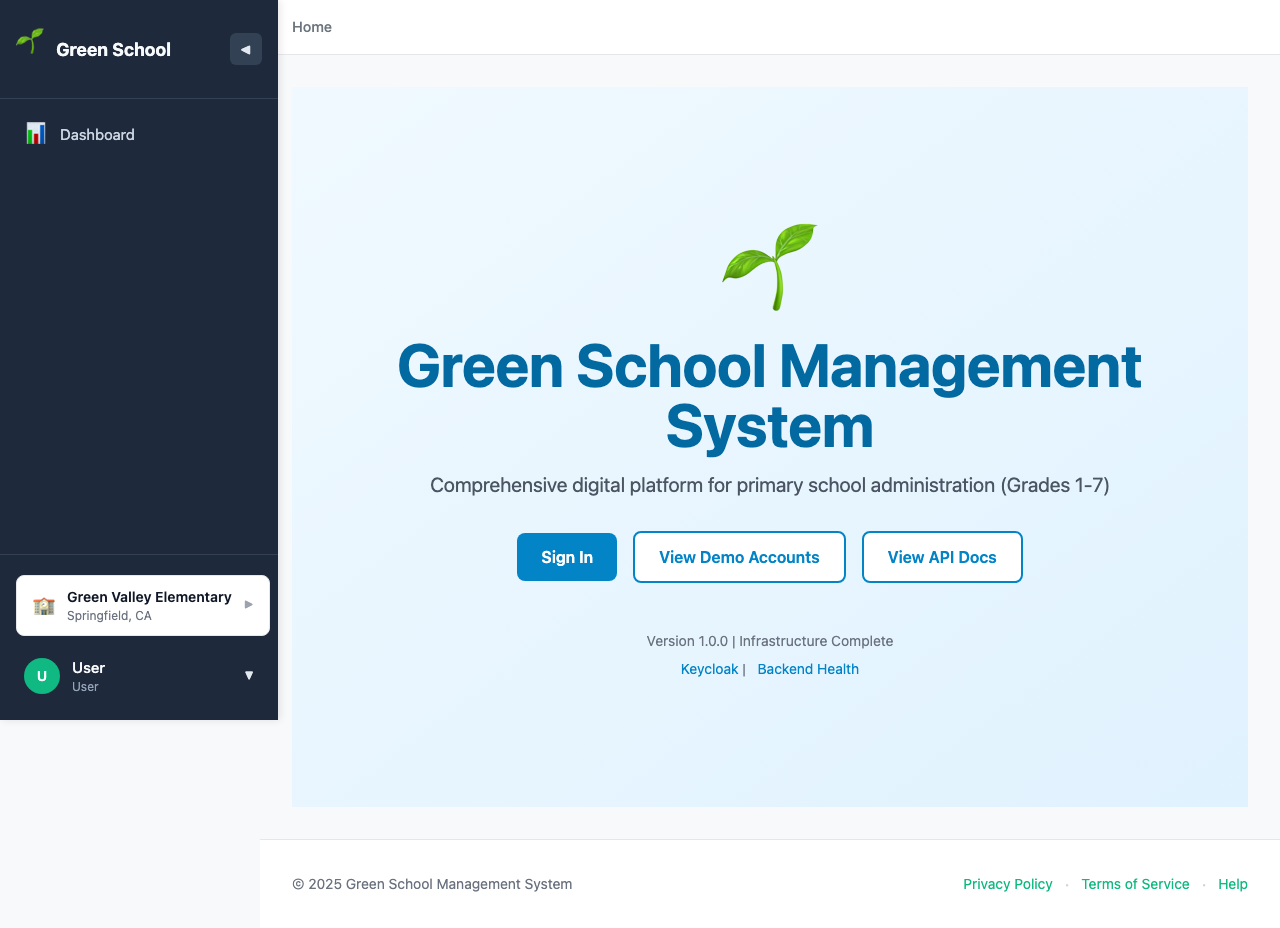 Green School
◀
Dashboard
Green Valley Elementary
Springfield, CA
▶
U
User
User
▼
Home
Green School Management
System
Comprehensive digital platform for primary school administration (Grades 1-7)
Sign In
View Demo Accounts
View API Docs
Version 1.0.0 | Infrastructure Complete
Keycloak | Backend Health
© 2025 Green School Management System
Privacy Policy · Terms of Service · Help